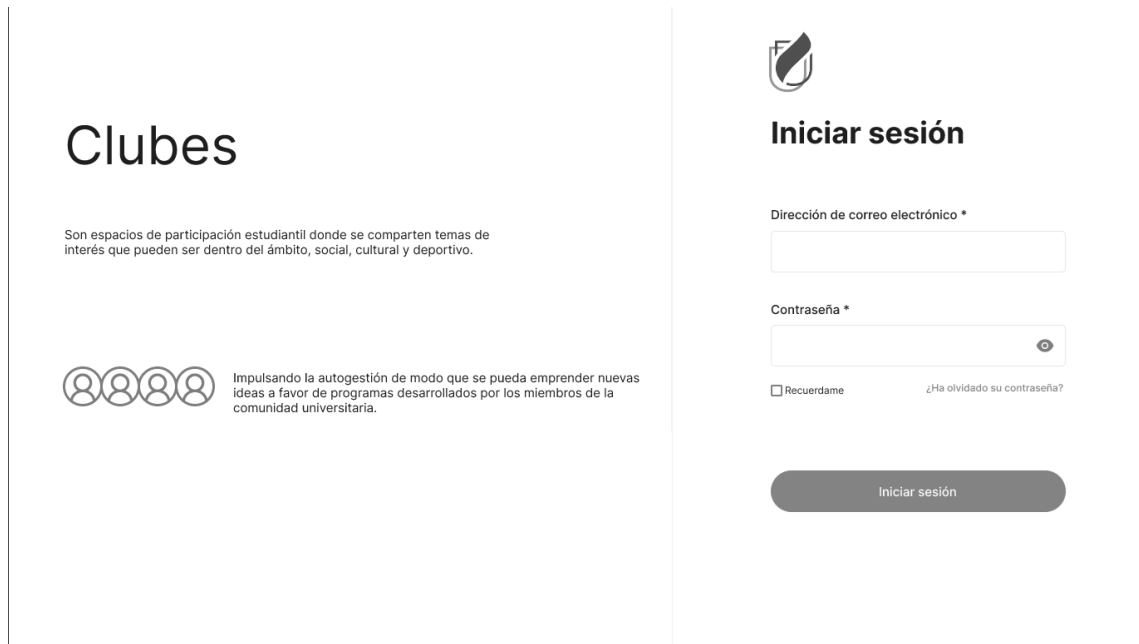 Clubes
Son espacios de participación estudiantil donde se comparten temas de
interés que pueden ser dentro del ámbito, social, cultural y deportivo.
Impulsando la autogestión de modo que se pueda emprender nuevas
ideas a favor de programas desarrollados por los miembros de la
comunidad universitaria.
Iniciar sesión
Dirección de correo electrónico *
Contraseña *
Recuerdame
¿Ha olvidado su contraseña?
Iniciar sesión